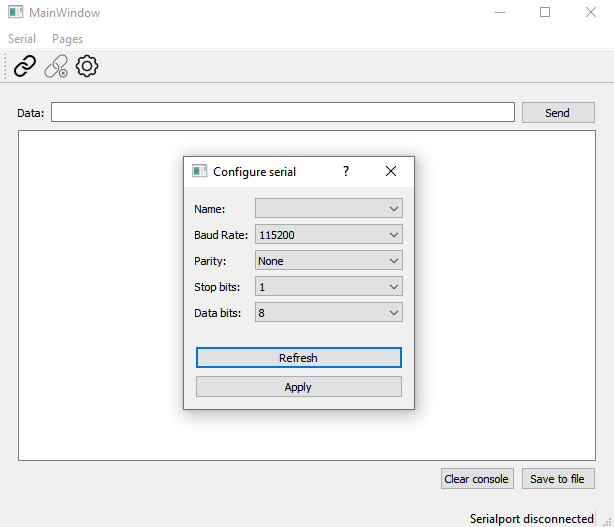 MainWindow
Serial Pages
Data: Send
Configure serial ?
Name:
Baud Rate: 115200
Parity: None
Stop bits: 1
Data bits: 8
Refresh
Apply
Clear console Save to file
Serialport disconnected